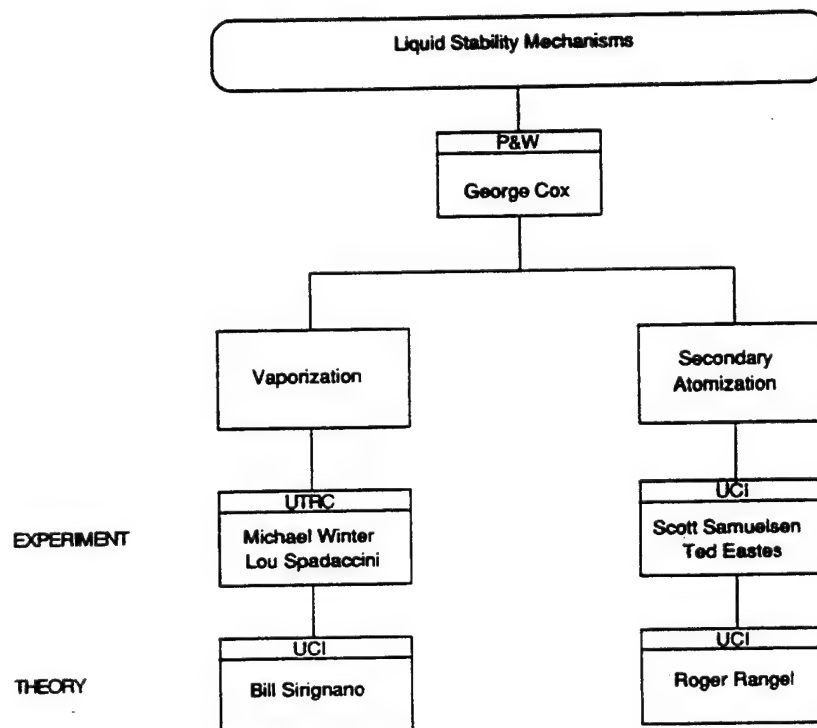 Liquid Stability Mechanisms
P&W
George Cox
Vaporization
Secondary
Atomization
EXPERIMENT
UTRC
Michael Winter
Lou Spadaccini
UCI
Scott Samuelsen
Ted Eastes
THEORY
UCI
Bill Sirignano
UCI
Roger Rangel